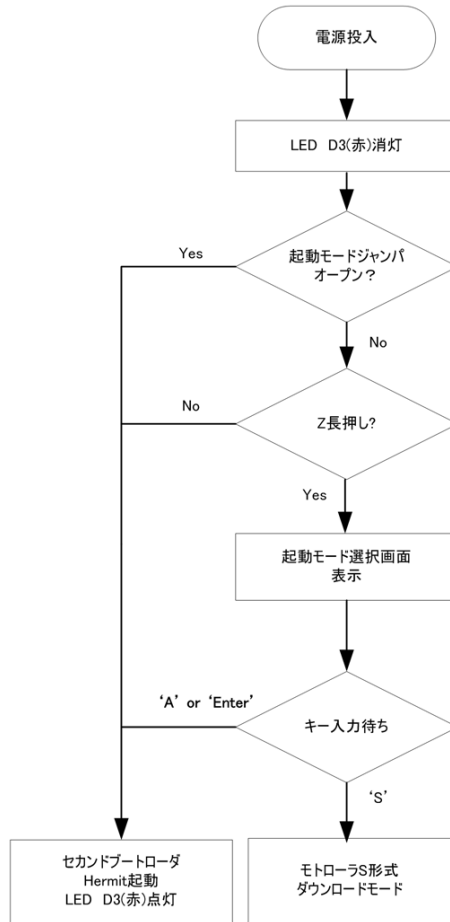 電源投入
LED D3(赤)消灯
Yes
起動モードジャンパ
オープン？
No
No
Z長押し?
Yes
起動モード選択画面
表示
‘A’ or ‘Enter’
キー入力待ち
‘S’
セカンドブートローダ
Hermit起動
LED D3(赤)点灯
モトローラS形式
ダウンロードモード